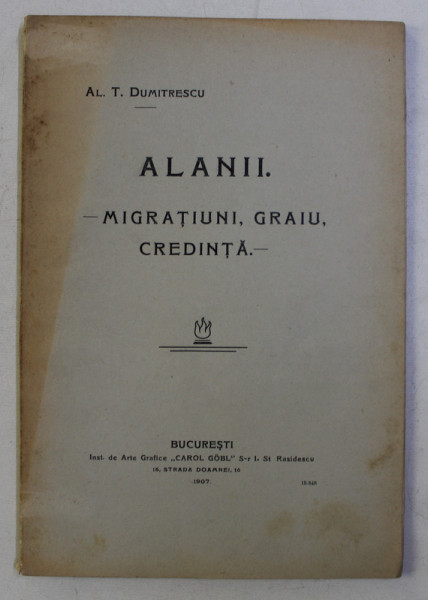 AL. T. DUMITRESCU
ALANII.
—MIGRAȚIUNI, GRAIU,
CREDINȚĂ.—
BUCUREȘTI
Inst. de Arte Grafice „CAROL GÖBL" S-r I. St Rasidescu
16, STRADA DOAMNEI, 16
1907.